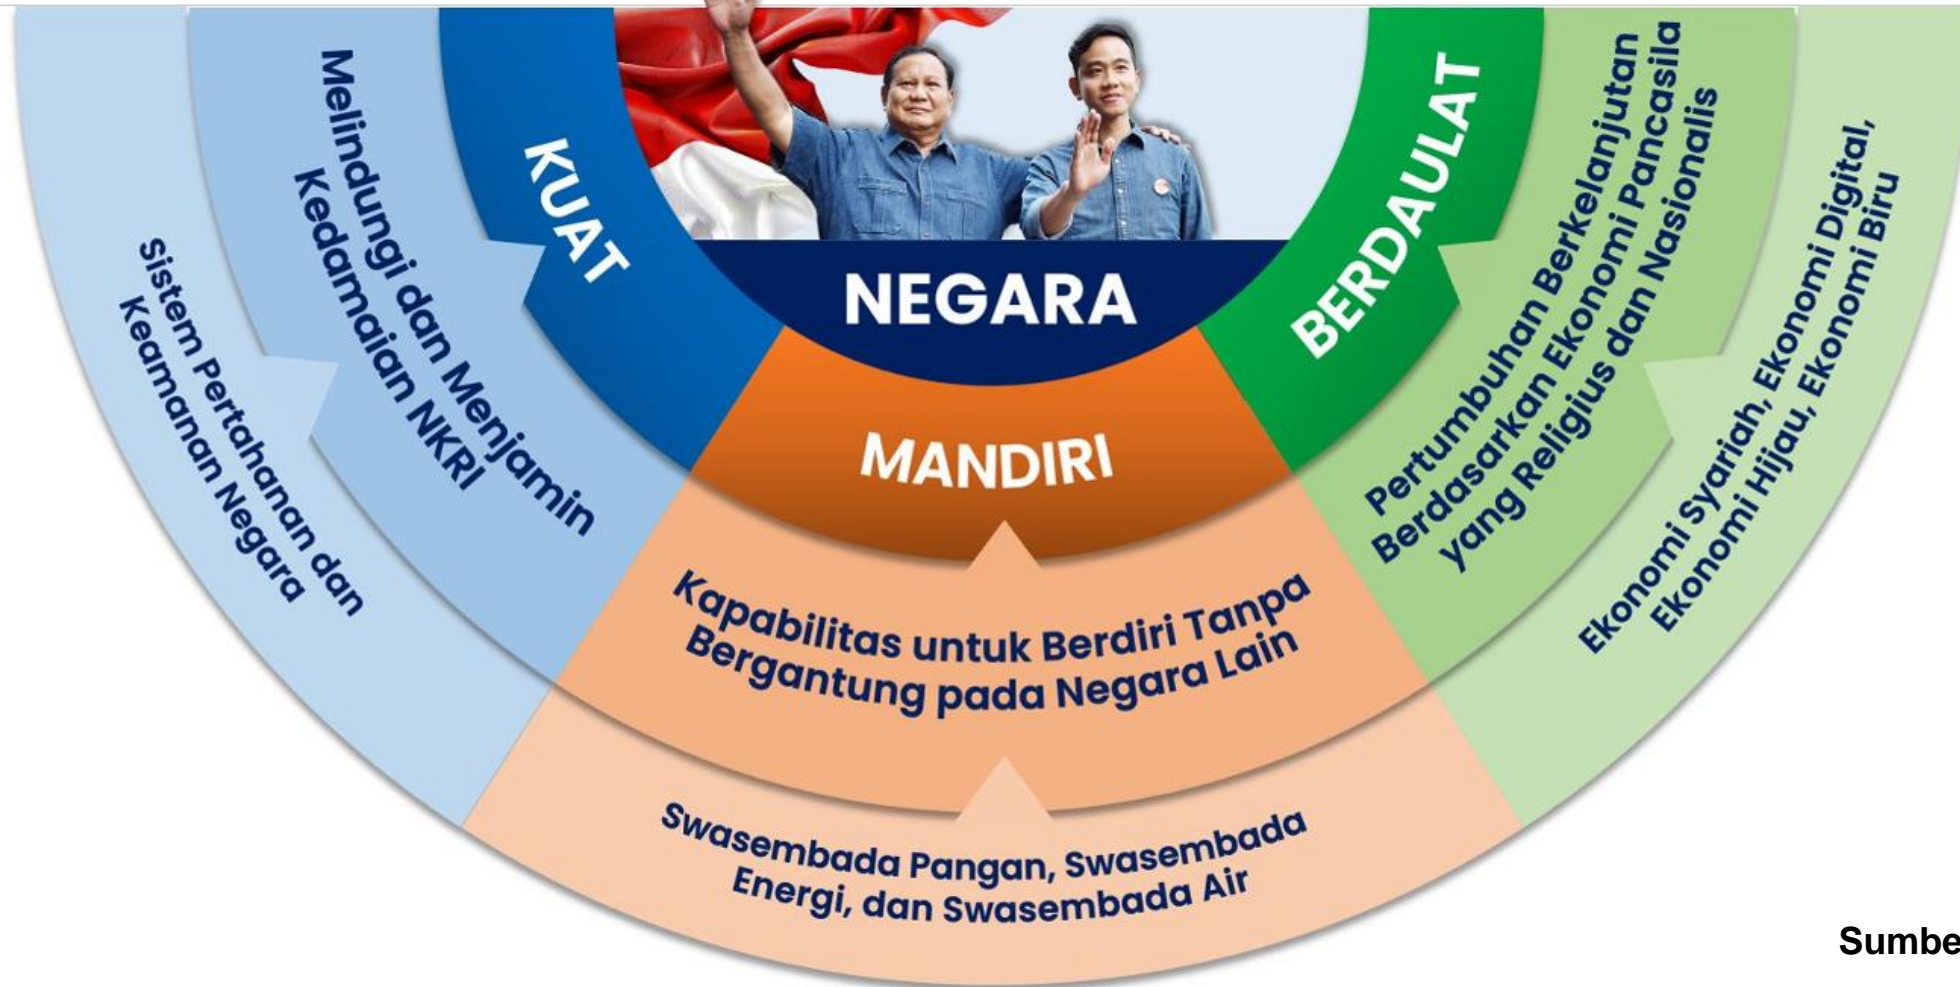 NEGARA
KUAT
Melindungi dan Menjamin
Kedamaian NKRI
Sistem Pertahanan dan
Keamanan Negara
MANDIRI
Kapabilitas untuk Berdiri Tanpa
Bergantung pada Negara Lain
Swasembada Pangan, Swasembada
Energi, dan Swasembada Air
BERDAULAT
Pertumbuhan Berkelanjutan
Berdasarkan Ekonomi Pancasila
yang Religius dan Nasionalis
Ekonomi Syariah, Ekonomi Digital,
Ekonomi Hijau, Ekonomi Biru
Sumbe